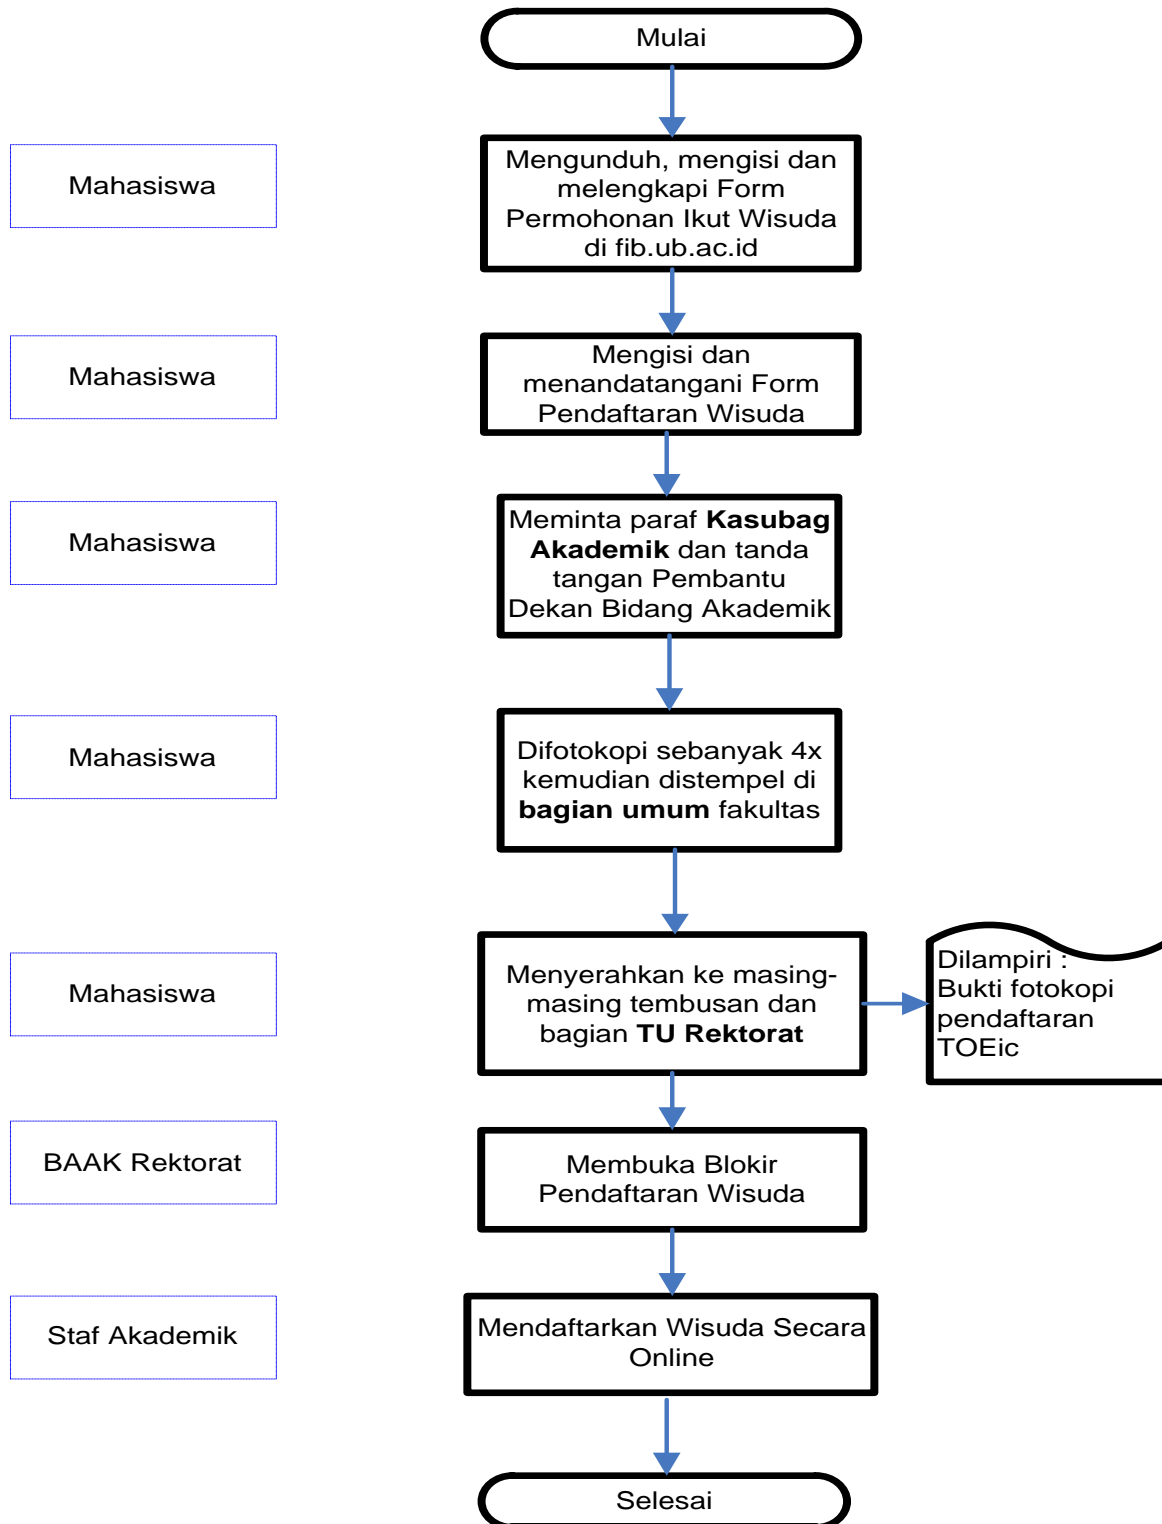 Mulai
Mahasiswa
Mengunduh, mengisi dan
melengkapi Form
Permohonan Ikut Wisuda
di fib.ub.ac.id
Mahasiswa
Mengisi dan
menandatangani Form
Pendaftaran Wisuda
Mahasiswa
Meminta paraf Kasubag
Akademik dan tanda
tangan Pembantu
Dekan Bidang Akademik
Mahasiswa
Difotokopi sebanyak 4x
kemudian distempel di
bagian umum fakultas
Mahasiswa
Menyerahkan ke masing-
masing tembusan dan
bagian TU Rektorat
Dilampiri :
Bukti fotokopi
pendaftaran
TOEic
BAAK Rektorat
Membuka Blokir
Pendaftaran Wisuda
Staf Akademik
Mendaftarkan Wisuda Secara
Online
Selesai